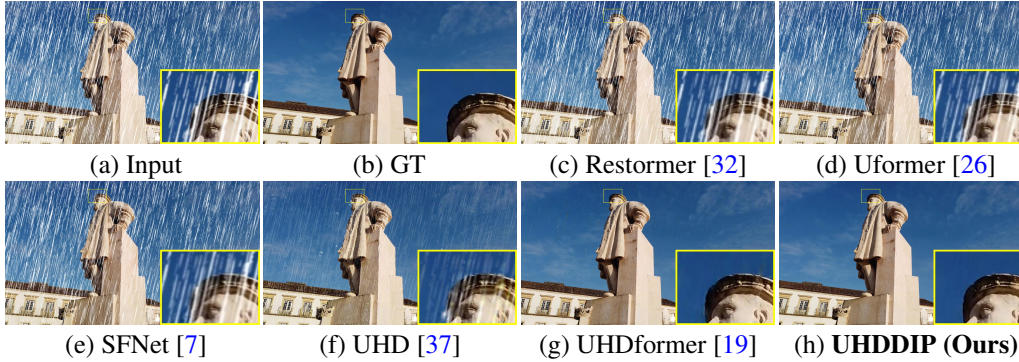 (a) Input
(b) GT
(c) Restormer [32]
(d) Uformer [26]
(e) SFNet [7]
(f) UHD [37]
(g) UHDformer [19]
(h) UHDDIP (Ours)